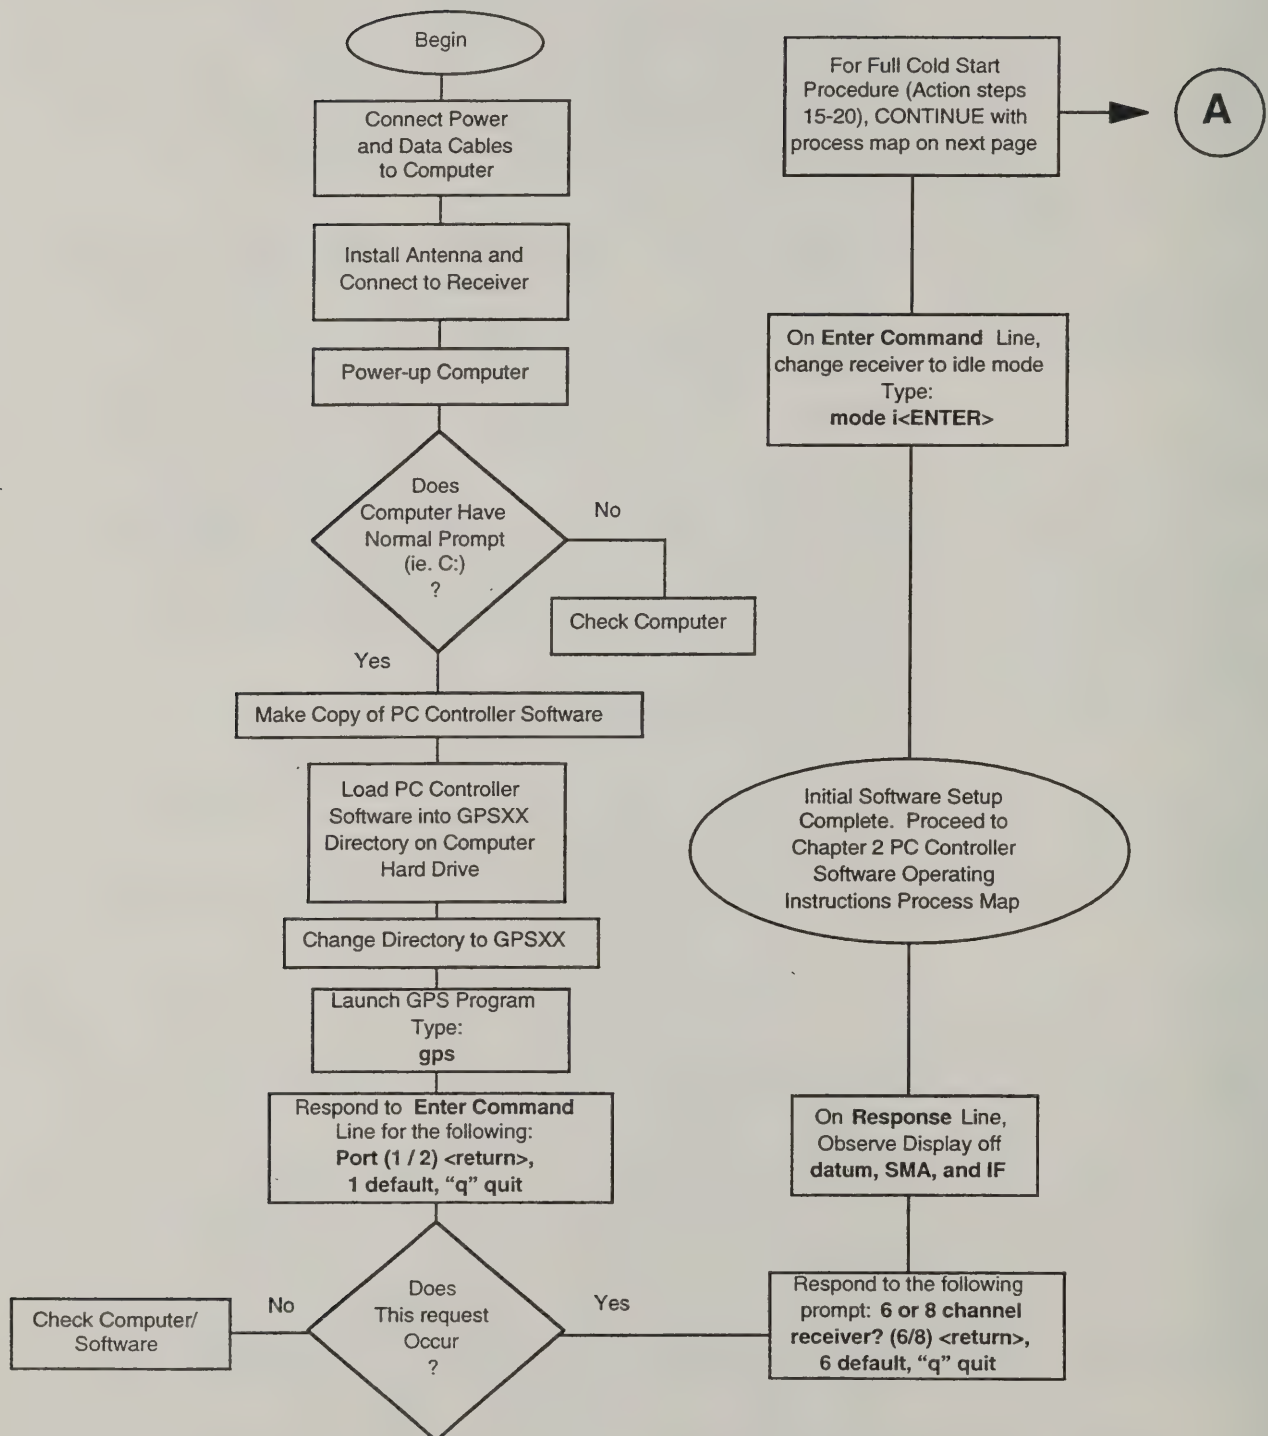 Begin
Connect Power
and Data Cables
to Computer
Install Antenna and
Connect to Receiver
Power-up Computer
Does
Computer Have
Normal Prompt
(ie. C:)
?
No
Check Computer
Yes
Make Copy of PC Controller Software
Load PC Controller
Software into GPSXX
Directory on Computer
Hard Drive
Change Directory to GPSXX
Launch GPS Program
Type:
gps
Respond to Enter Command
Line for the following:
Port (1 / 2) <return>,
1 default, “q” quit
Does
This request
Occur
?
No
Check Computer/
Software
Yes
Respond to the following
prompt: 6 or 8 channel
receiver? (6/8) <return>,
6 default, “q” quit
On Response Line,
Observe Display off
datum, SMA, and IF
Initial Software Setup
Complete. Proceed to
Chapter 2 PC Controller
Software Operating
Instructions Process Map
On Enter Command Line,
change receiver to idle mode
Type:
mode i<ENTER>
For Full Cold Start
Procedure (Action steps
15-20), CONTINUE with
process map on next page
A